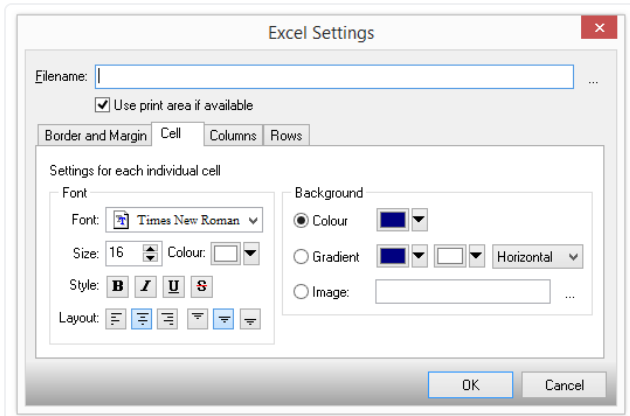 Excel Settings
Filename:
...
Use print area if available
Border and Margin Cell Columns Rows
Settings for each individual cell
Font
Font: Times New Roman
Size: 16 Colour:
Style: B I U S
Layout:
Background
Colour
Gradient Horizontal
Image: ...
OK Cancel